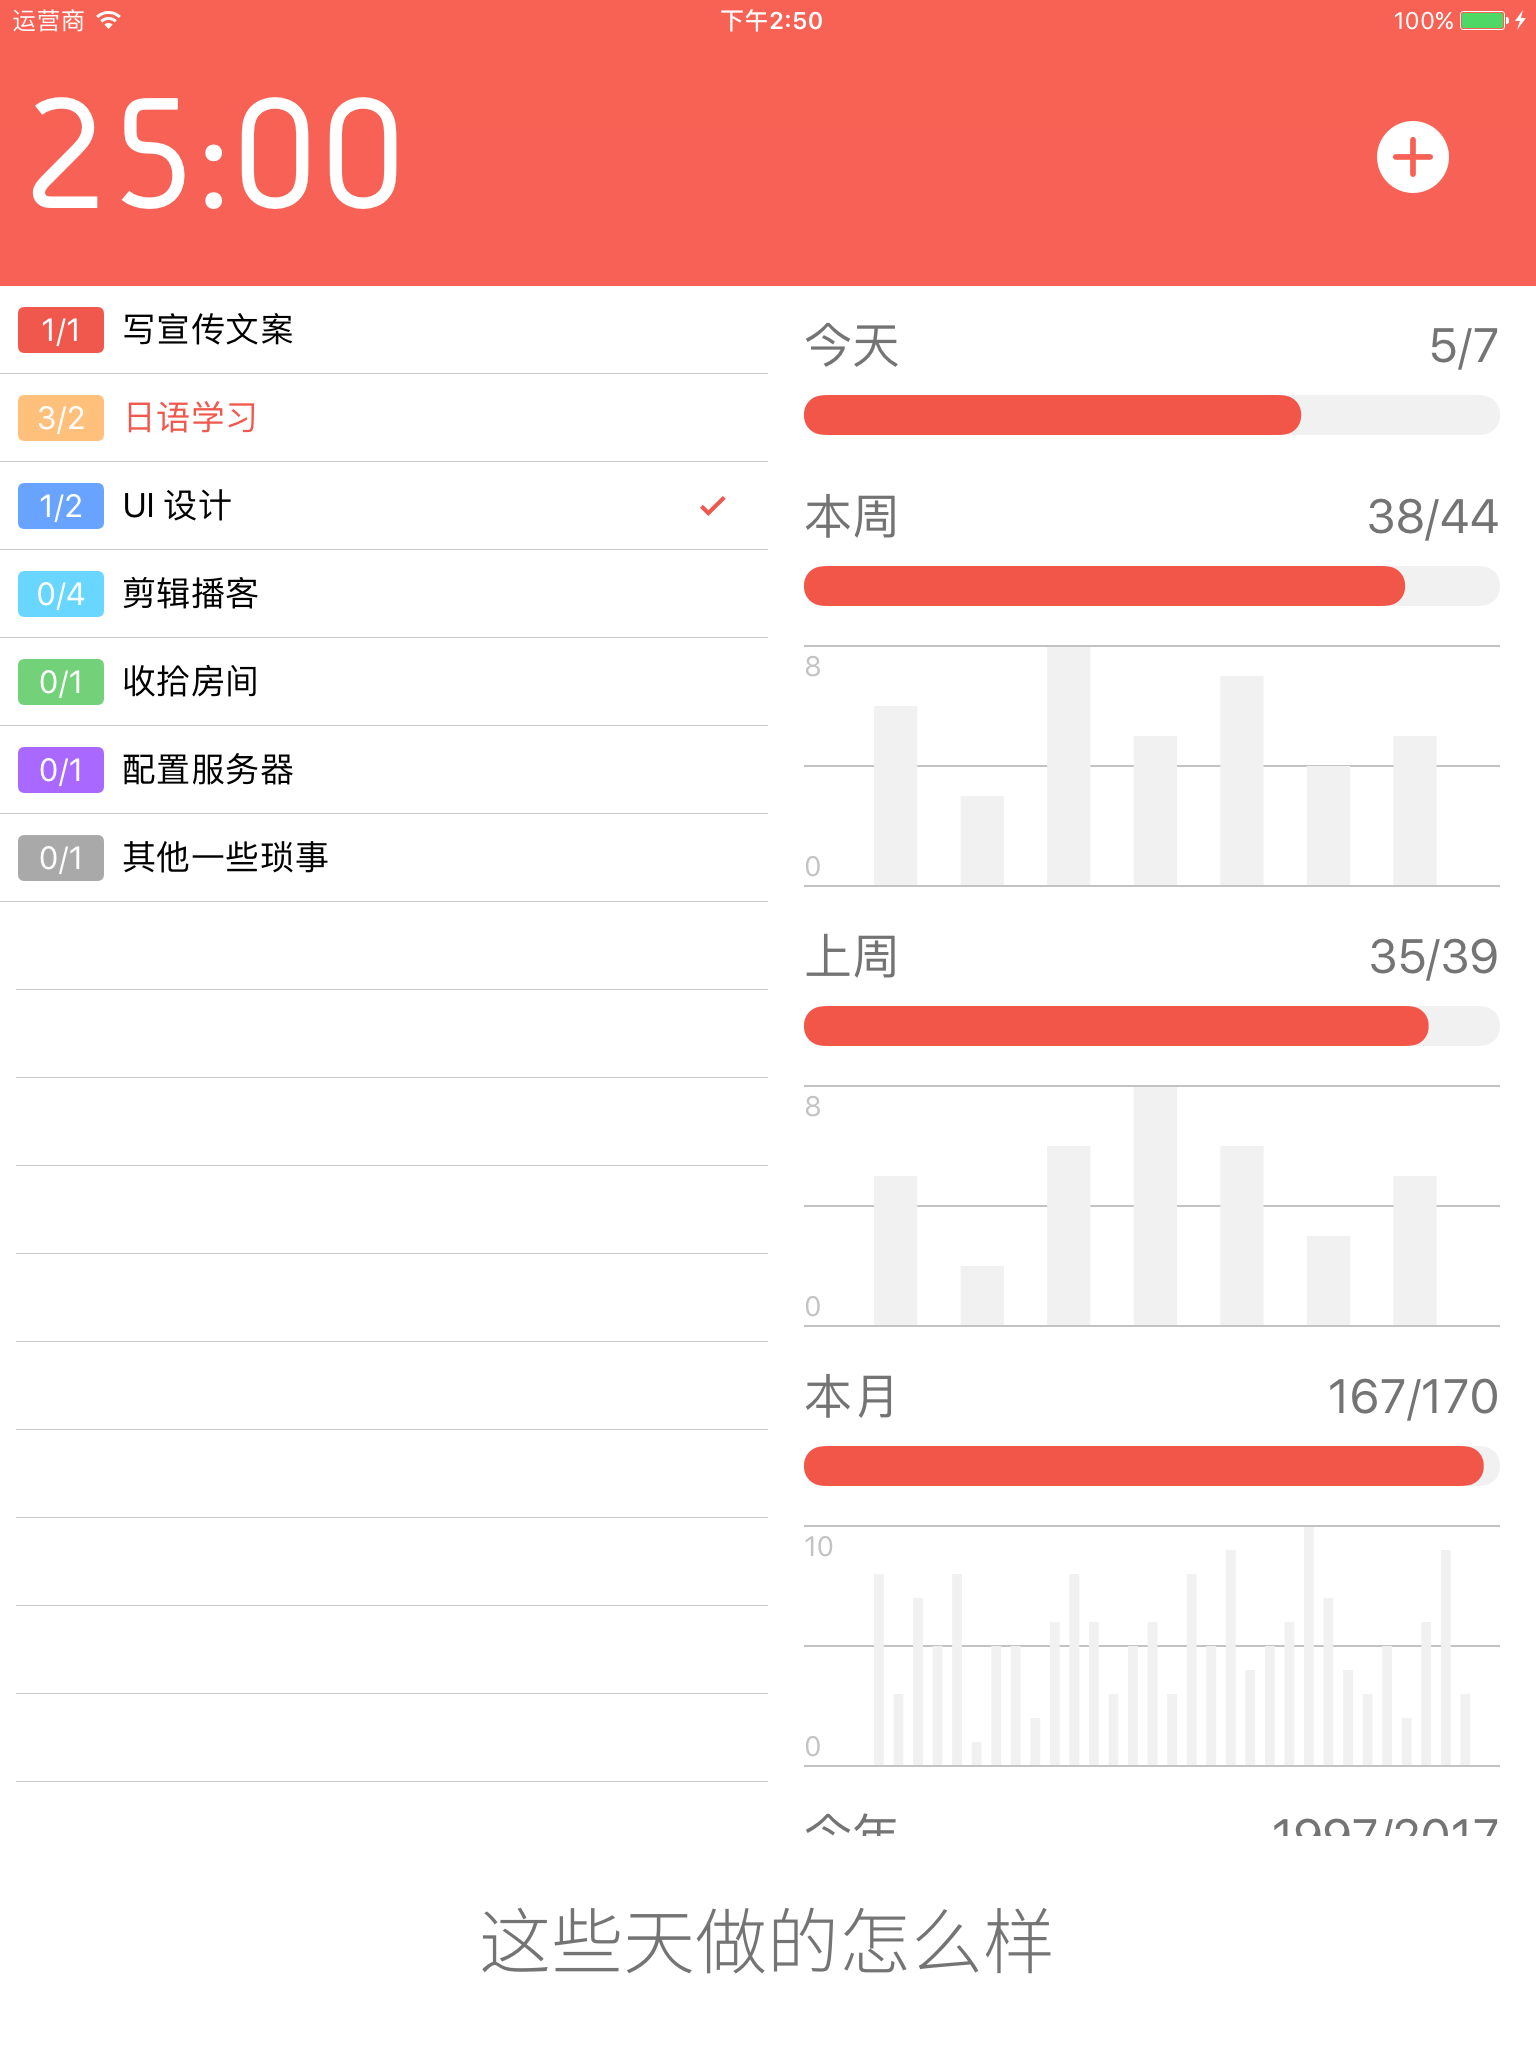 运营商
下午2:50
100%
25:00
1/1 写宣传文案
3/2 日语学习
1/2 UI 设计
0/4 剪辑播客
0/1 收拾房间
0/1 配置服务器
0/1 其他一些琐事
今天 5/7
本周 38/44
8
0
上周 35/39
8
0
本月 167/170
10
0
今年 1997/2017
这些天做的怎么样